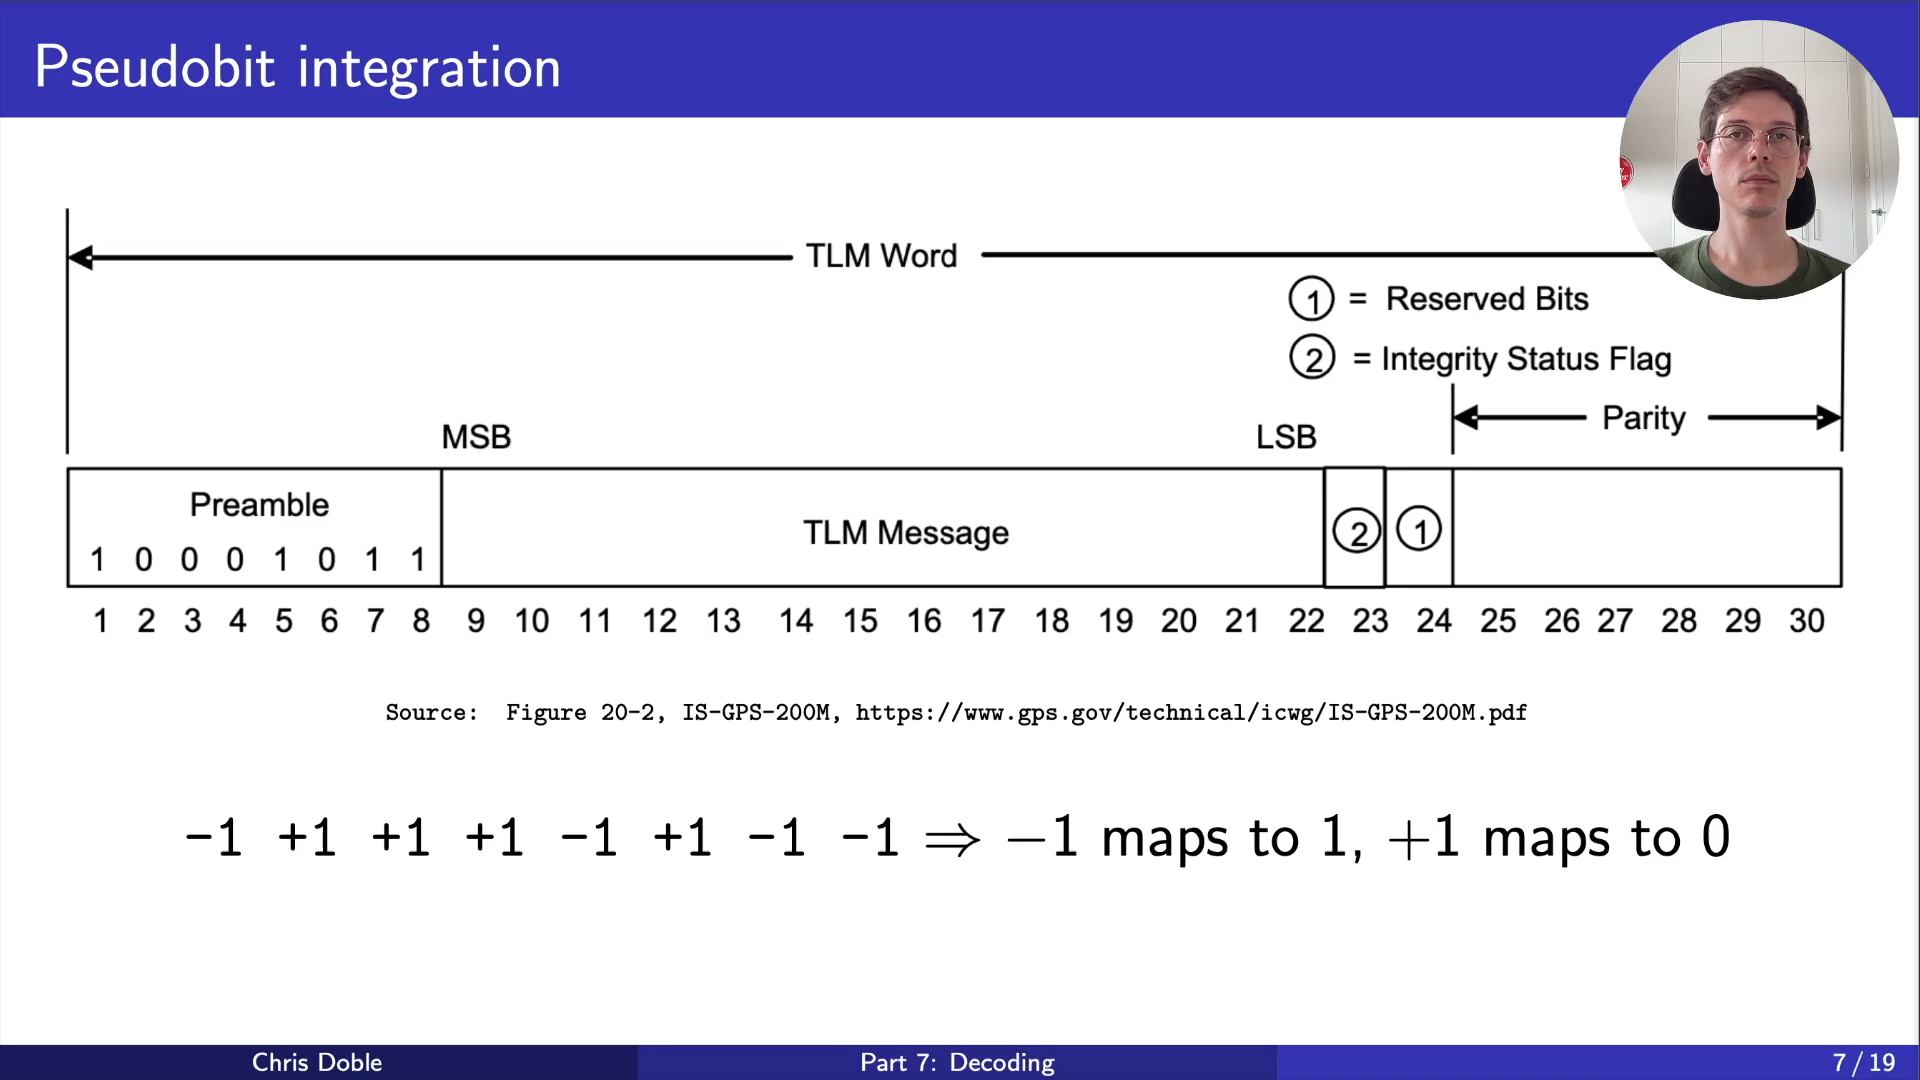 Pseudobit integration
TLM Word
1 = Reserved Bits
2 = Integrity Status Flag
Parity
MSB
LSB
Preamble
1 0 0 0 1 0 1 1
TLM Message
2
1
1 2 3 4 5 6 7 8 9 10 11 12 13 14 15 16 17 18 19 20 21 22 23 24 25 26 27 28 29 30
Source: Figure 20-2, IS-GPS-200M, https://www.gps.gov/technical/icwg/IS-GPS-200M.pdf
-1 +1 +1 +1 -1 +1 -1 -1 ⇒ −1 maps to 1, +1 maps to 0
Chris Doble
Part 7: Decoding
7 / 19